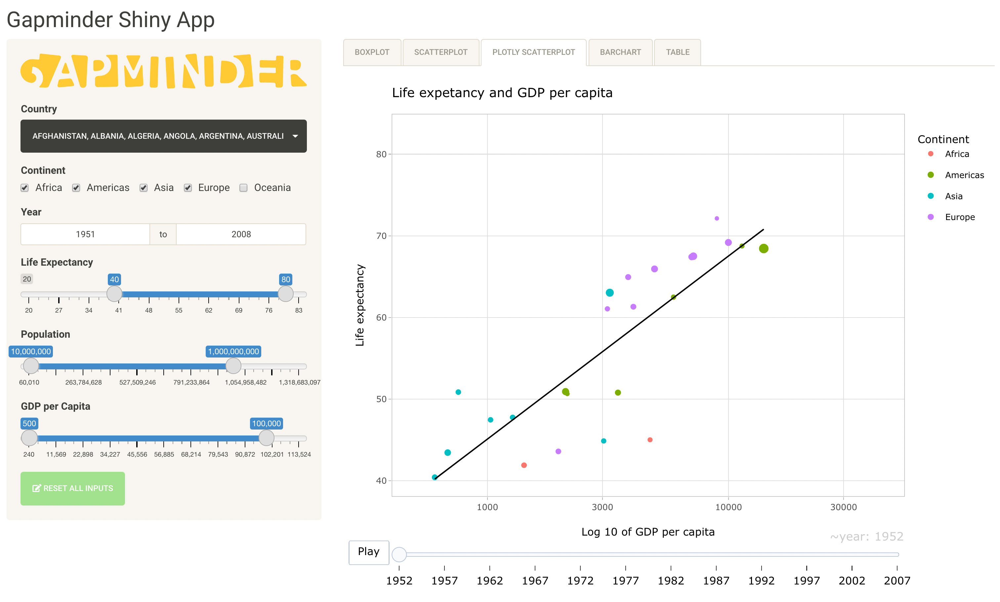 Gapminder Shiny App
GAPMINDER
Country
AFGHANISTAN, ALBANIA, ALGERIA, ANGOLA, ARGENTINA, AUSTRALI
Continent
Africa Americas Asia Europe Oceania
Year
1951 to 2008
Life Expectancy
20 40 80
20 27 34 41 48 55 62 69 76 83
Population
10,000,000 1,000,000,000
60,010 263,784,628 527,509,246 791,233,864 1,054,958,482 1,318,683,097
GDP per Capita
500 100,000
240 11,569 22,898 34,227 45,556 56,885 68,214 79,543 90,872 102,201 113,524
RESET ALL INPUTS
BOXPLOT SCATTERPLOT PLOTLY SCATTERPLOT BARCHART TABLE
Life expetancy and GDP per capita
Life expectancy
80
70
60
50
40
1000 3000 10000 30000
Log 10 of GDP per capita
Continent
Africa
Americas
Asia
Europe
~year: 1952
Play
1952 1957 1962 1967 1972 1977 1982 1987 1992 1997 2002 2007